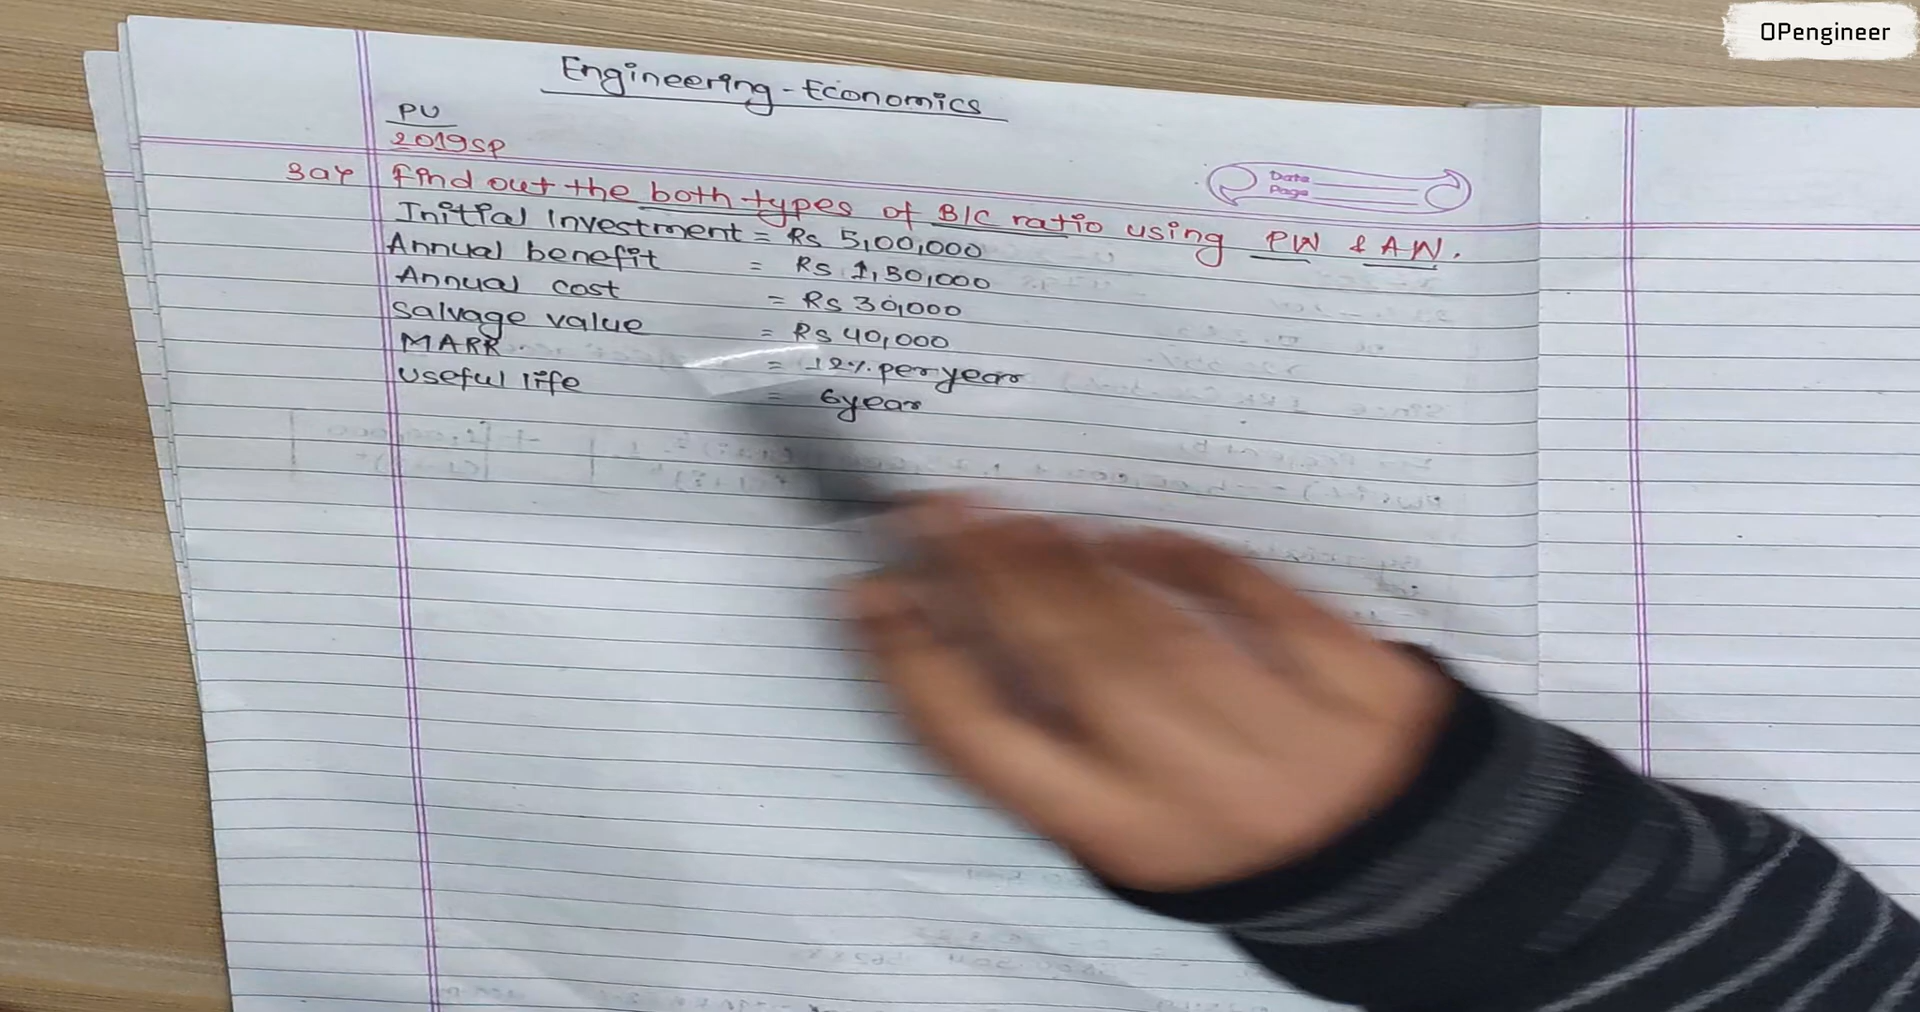 OPengineer
Engineering-Economics
PU
2019SP
3a)
Find out the both types of B/C ratio using PW & AW.
Data
Page
Initial Investment = Rs 5,00,000
Annual benefit = Rs 1,50,000
Annual cost = Rs 30,000
Salvage value = Rs 40,000
MARR = 12% per year
Useful life = 6year